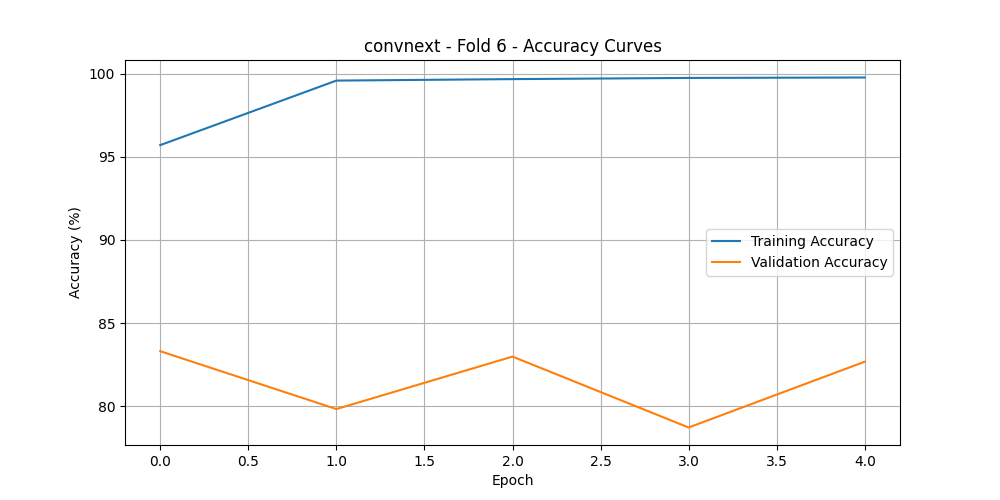 convnext - Fold 6 - Accuracy Curves
100
95
90
85
80
Accuracy (%)
Training Accuracy
Validation Accuracy
0.0 0.5 1.0 1.5 2.0 2.5 3.0 3.5 4.0
Epoch